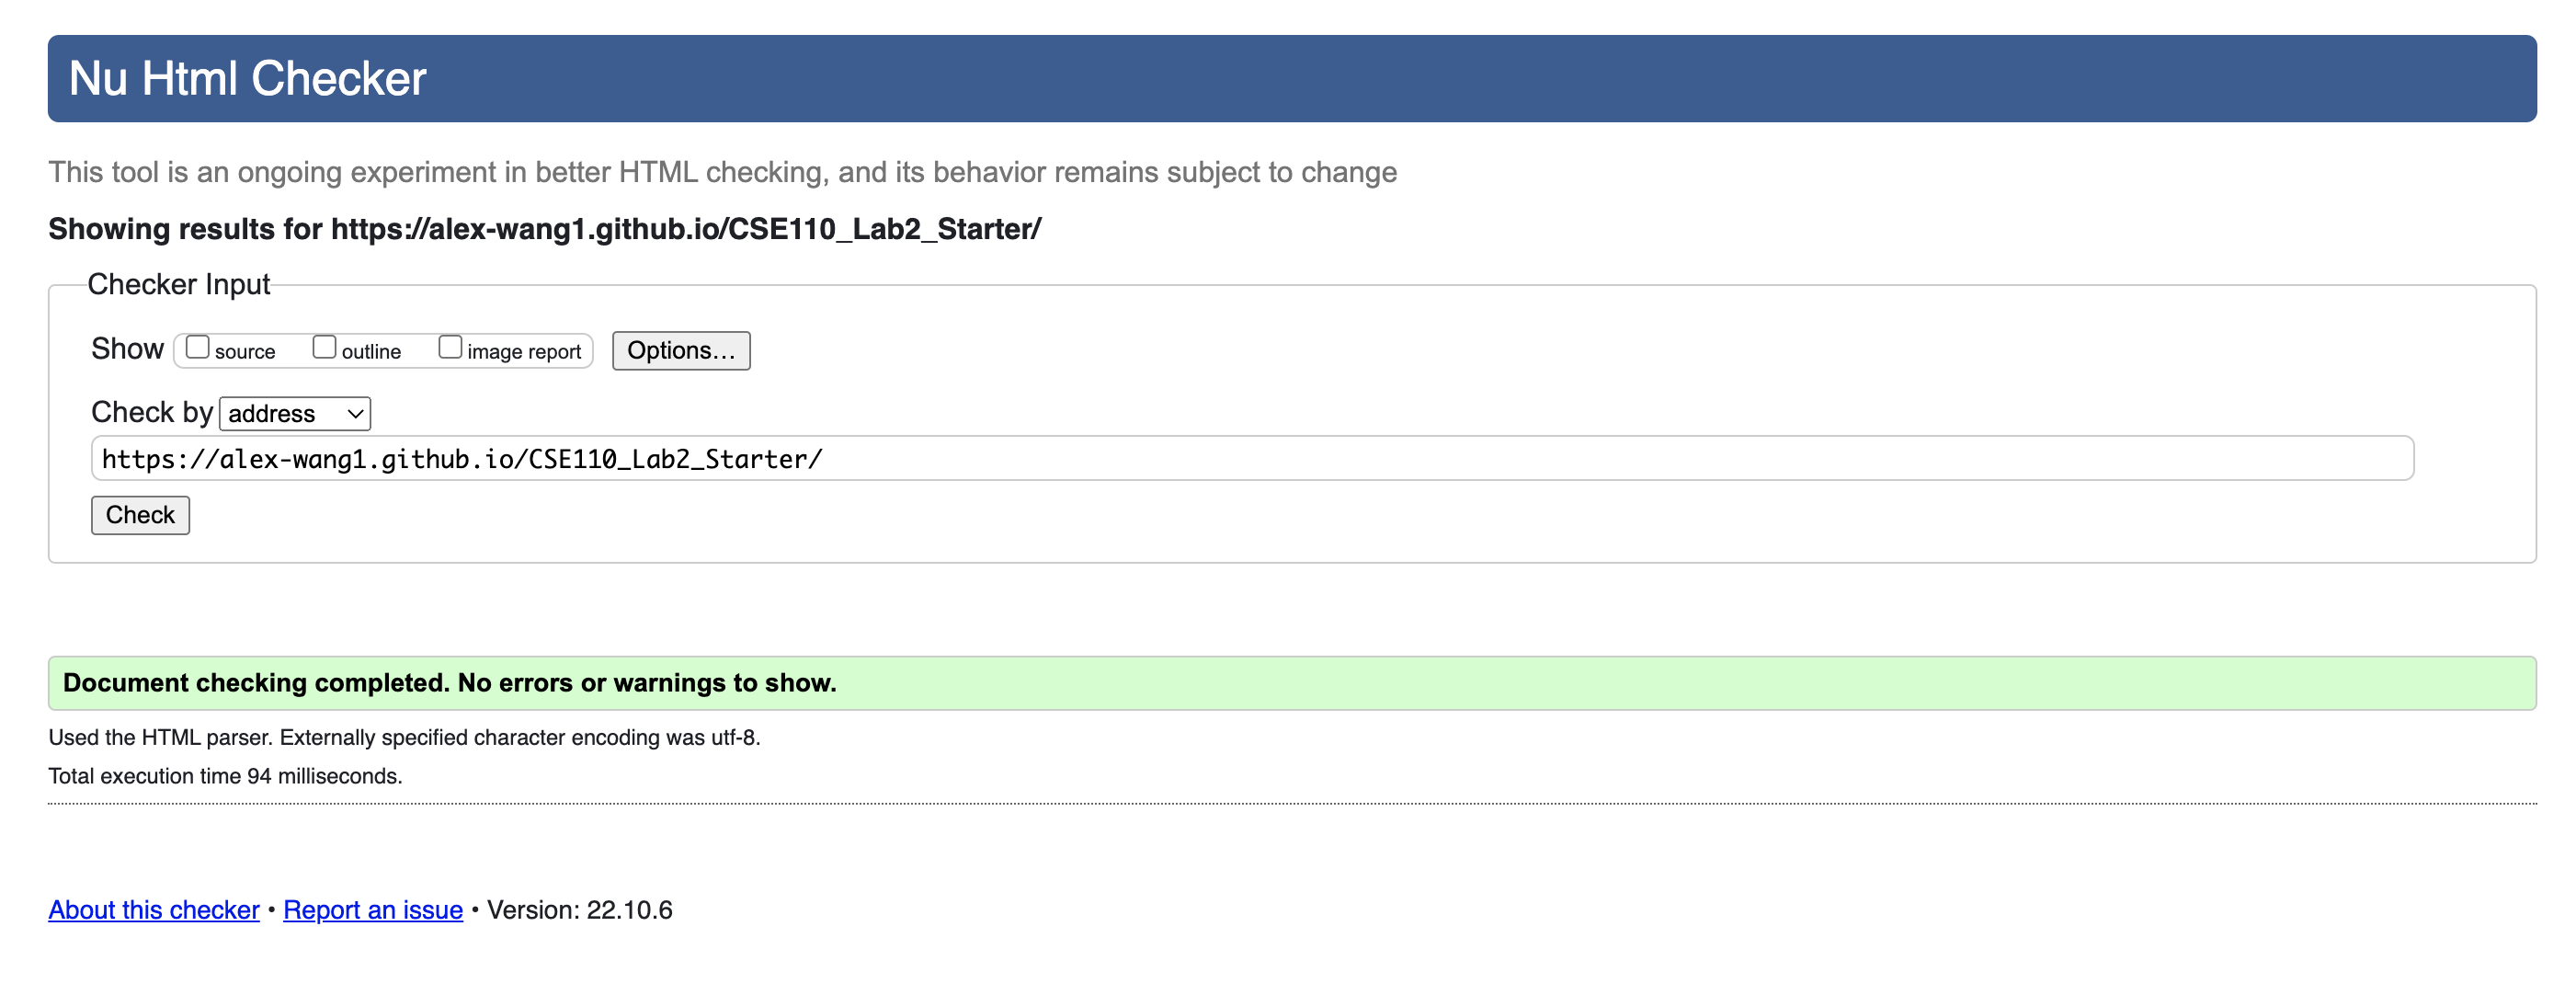 Nu Html Checker
This tool is an ongoing experiment in better HTML checking, and its behavior remains subject to change
Showing results for https://alex-wang1.github.io/CSE110_Lab2_Starter/
Checker Input
Show source outline image report Options...
Check by address
https://alex-wang1.github.io/CSE110_Lab2_Starter/
Check
Document checking completed. No errors or warnings to show.
Used the HTML parser. Externally specified character encoding was utf-8.
Total execution time 94 milliseconds.
About this checker • Report an issue • Version: 22.10.6